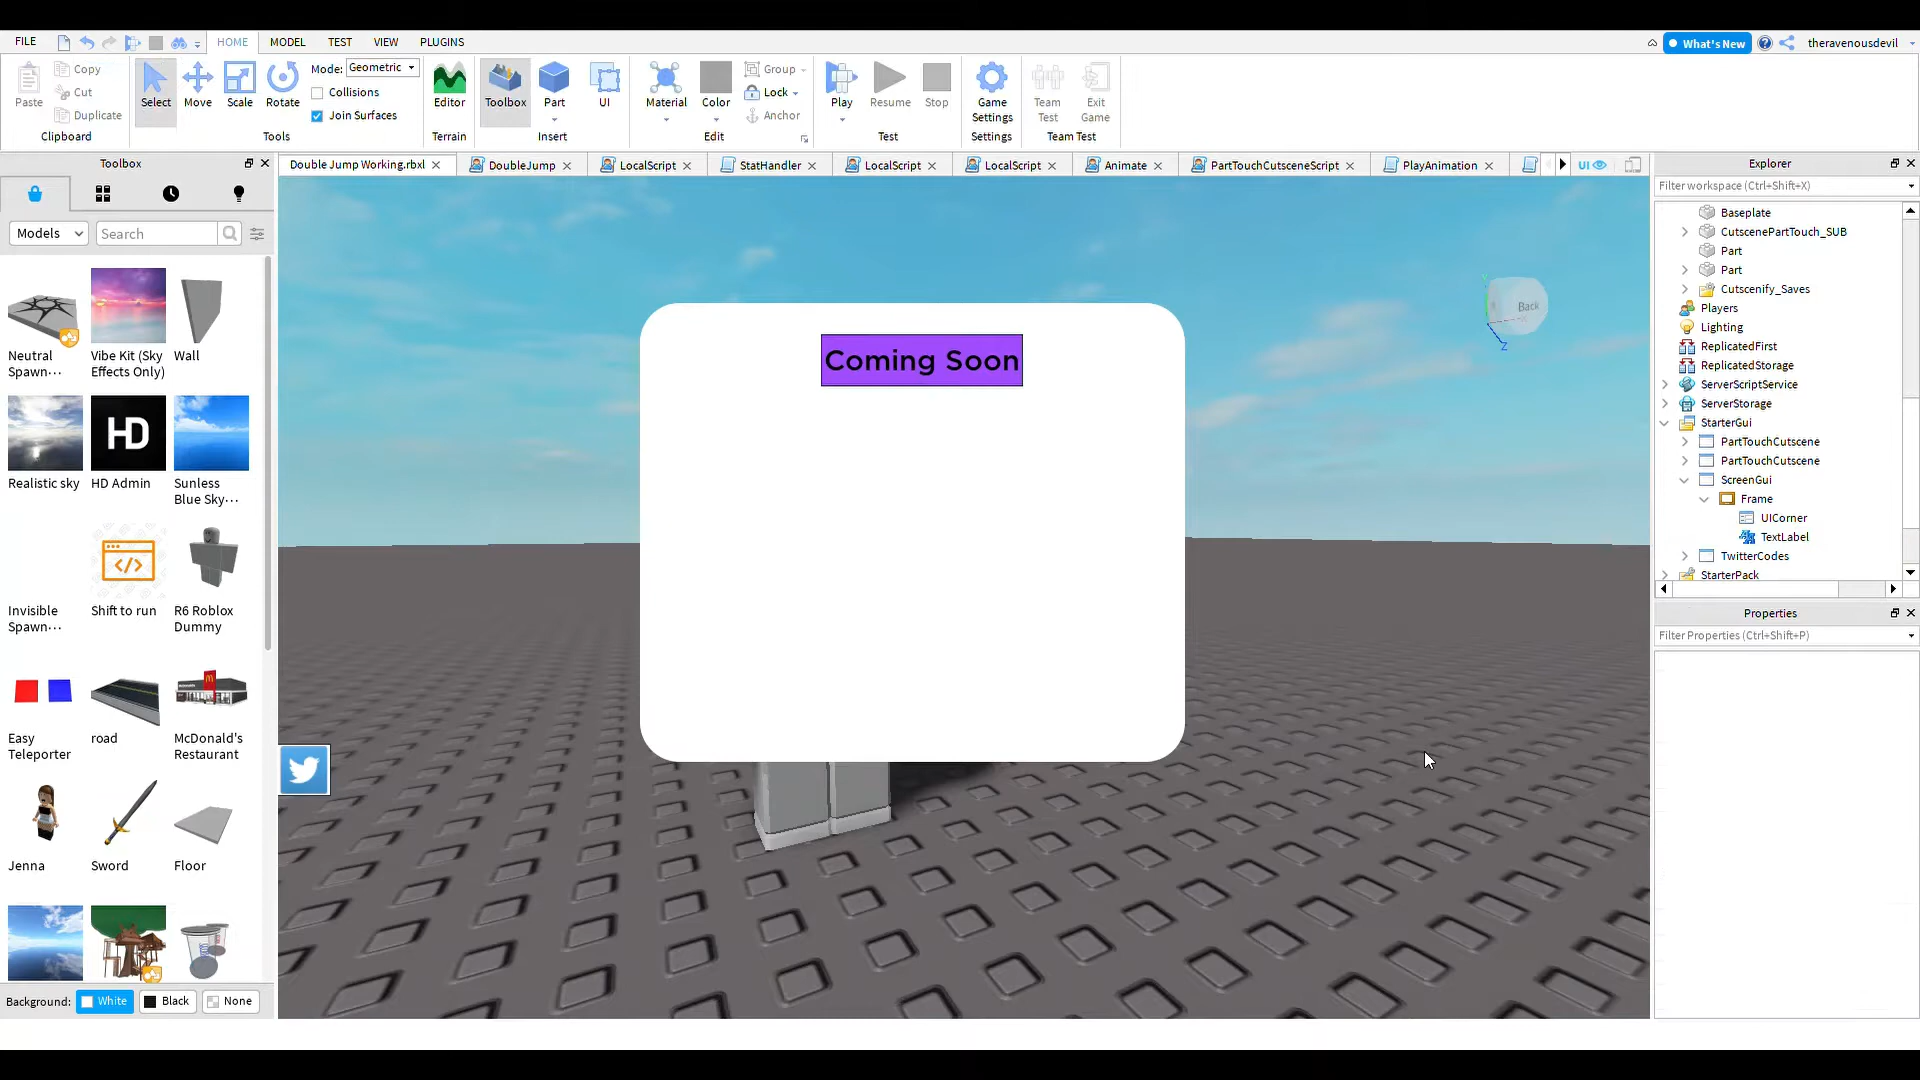 FILE
HOME
MODEL
TEST
VIEW
PLUGINS
What's New
theravenousdevil
Paste
Copy
Cut
Duplicate
Clipboard
Select
Move
Scale
Rotate
Mode: Geometric
Collisions
Join Surfaces
Tools
Editor
Terrain
Toolbox
Part
UI
Insert
Material
Color
Group
Lock
Anchor
Edit
Play
Resume
Stop
Test
Game
Settings
Settings
Team
Test
Exit
Game
Team Test
Toolbox
Double Jump Working.rbxl
DoubleJump
LocalScript
StatHandler
LocalScript
LocalScript
Animate
PartTouchCutsceneScript
PlayAnimation
UI
Explorer
Models
Search
Neutral
Spawn...
Vibe Kit (Sky
Effects Only)
Wall
Realistic sky
HD
HD Admin
Sunless
Blue Sky...
Invisible
Spawn...
Shift to run
R6 Roblox
Dummy
Easy
Teleporter
road
McDonald's
Restaurant
Jenna
Sword
Floor
Background:
White
Black
None
Coming Soon
Back
Y
Z
Filter workspace (Ctrl+Shift+X)
Baseplate
CutscenePartTouch_SUB
Part
Part
Cutscenify_Saves
Players
Lighting
ReplicatedFirst
ReplicatedStorage
ServerScriptService
ServerStorage
StarterGui
PartTouchCutscene
PartTouchCutscene
ScreenGui
Frame
UICorner
TextLabel
TwitterCodes
StarterPack
Properties
Filter Properties (Ctrl+Shift+P)